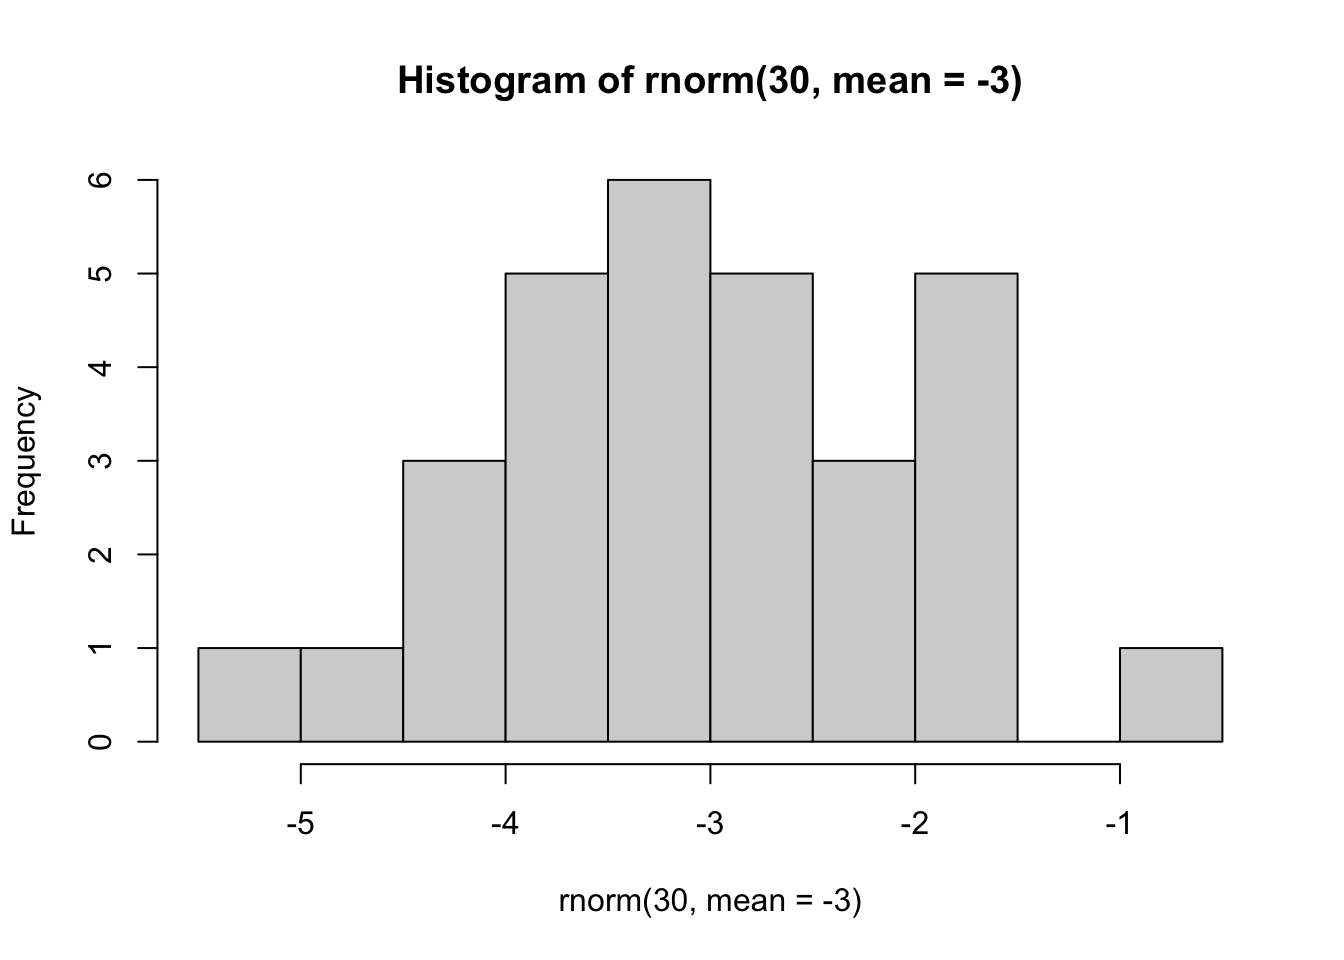 Histogram of rnorm(30, mean = -3)
6
5
4
3
2
1
0
Frequency
-5 -4 -3 -2 -1
rnorm(30, mean = -3)